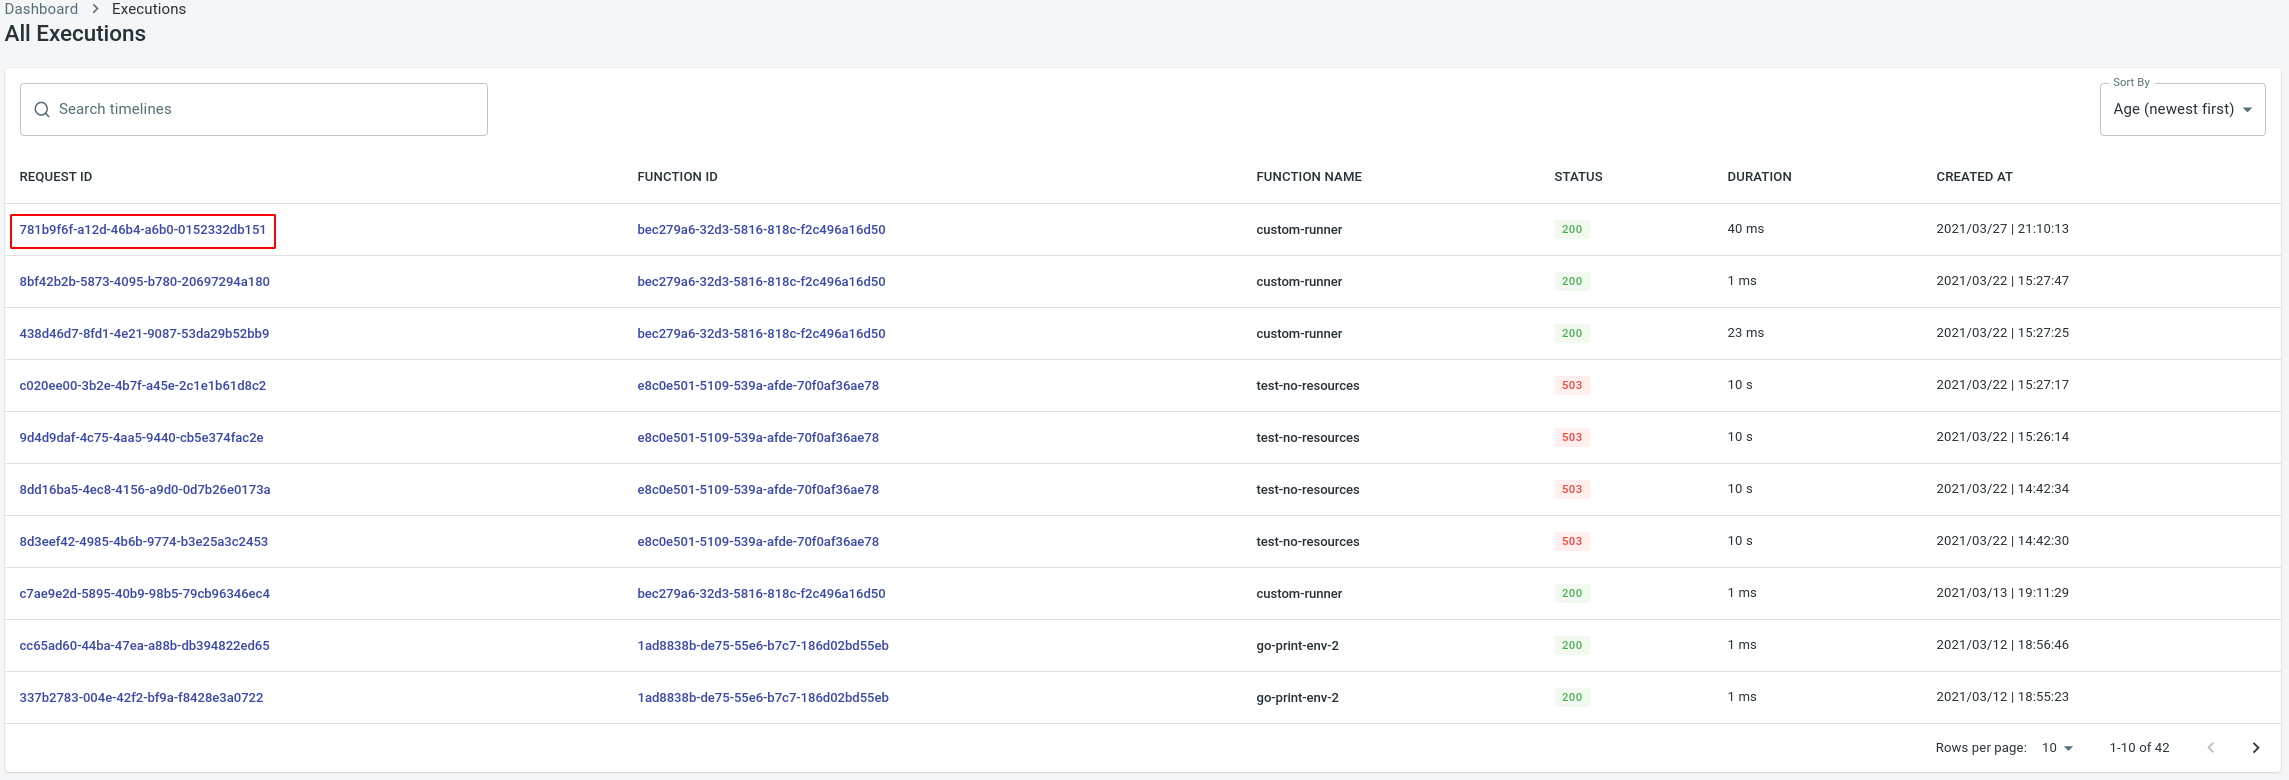 Dashboard > Executions
All Executions
Search timelines
Sort By
Age (newest first)
REQUEST ID FUNCTION ID FUNCTION NAME STATUS DURATION CREATED AT
781b9f6f-a12d-46b4-a6b0-0152332db151 bec279a6-32d3-5816-818c-f2c496a16d50 custom-runner 200 40 ms 2021/03/27 | 21:10:13
8bf42b2b-5873-4095-b780-20697294a180 bec279a6-32d3-5816-818c-f2c496a16d50 custom-runner 200 1 ms 2021/03/22 | 15:27:47
438d46d7-8fd1-4e21-9087-53da29b52bb9 bec279a6-32d3-5816-818c-f2c496a16d50 custom-runner 200 23 ms 2021/03/22 | 15:27:25
c020ee00-3b2e-4b7f-a45e-2c1e1b61d8c2 e8c0e501-5109-539a-afde-70f0af36ae78 test-no-resources 503 10 s 2021/03/22 | 15:27:17
9d4d9daf-4c75-4aa5-9440-cb5e374fac2e e8c0e501-5109-539a-afde-70f0af36ae78 test-no-resources 503 10 s 2021/03/22 | 15:26:14
8dd16ba5-4ec8-4156-a9d0-0d7b26e0173a e8c0e501-5109-539a-afde-70f0af36ae78 test-no-resources 503 10 s 2021/03/22 | 14:42:34
8d3eef42-4985-4b6b-9774-b3e25a3c2453 e8c0e501-5109-539a-afde-70f0af36ae78 test-no-resources 503 10 s 2021/03/22 | 14:42:30
c7ae9e2d-5895-40b9-98b5-79cb96346ec4 bec279a6-32d3-5816-818c-f2c496a16d50 custom-runner 200 1 ms 2021/03/13 | 19:11:29
cc65ad60-44ba-47ea-a88b-db394822ed65 1ad8838b-de75-55e6-b7c7-186d02bd55eb go-print-env-2 200 1 ms 2021/03/12 | 18:56:46
337b2783-004e-42f2-bf9a-f8428e3a0722 1ad8838b-de75-55e6-b7c7-186d02bd55eb go-print-env-2 200 1 ms 2021/03/12 | 18:55:23
Rows per page: 10 1-10 of 42